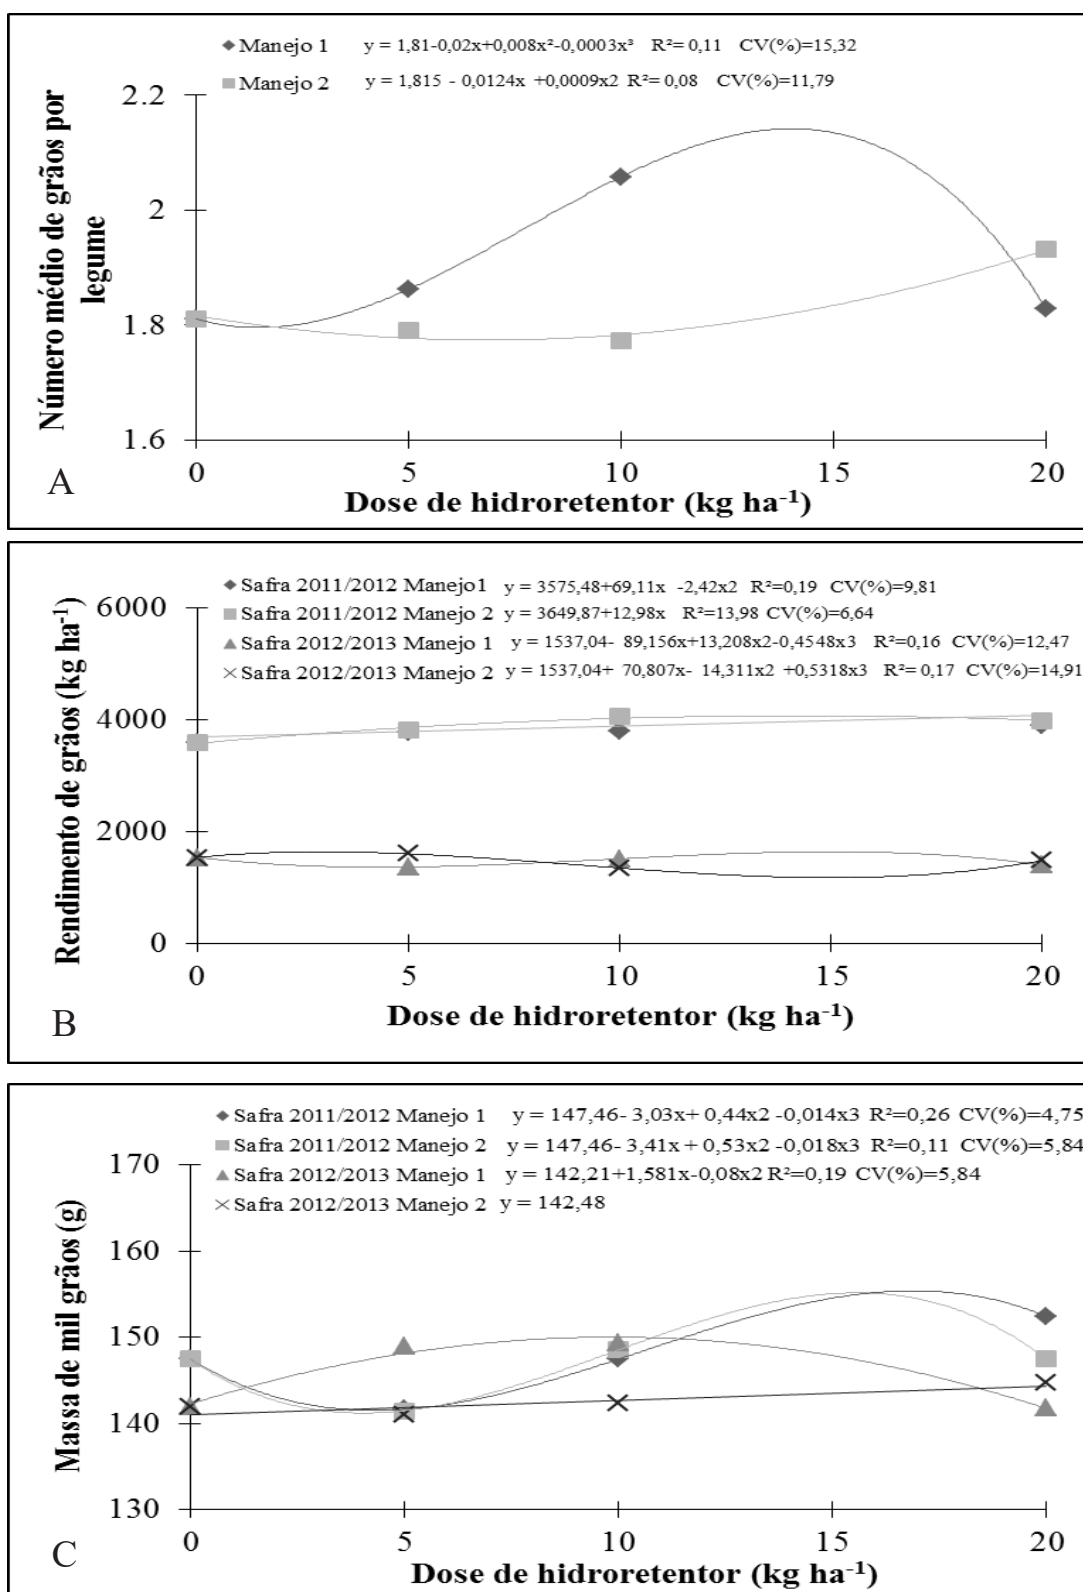 Manejo 1 y = 1,81-0,02x+0,008x²-0,0003x³ R²= 0,11 CV(%)=15,32
Manejo 2 y = 1,815 - 0,0124x +0,0009x2 R²= 0,08 CV(%)=11,79
Número médio de grãos por
legume
2.2
2
1.8
1.6
0 5 10 15 20
A
Dose de hidroretentor (kg ha⁻¹)
Safra 2011/2012 Manejo1 y = 3575,48+69,11x -2,42x2 R²=0,19 CV(%)=9,81
Safra 2011/2012 Manejo 2 y = 3649,87+12,98x R²=13,98 CV(%)=6,64
Safra 2012/2013 Manejo 1 y = 1537,04- 89,156x+13,208x2-0,4548x3 R²=0,16 CV(%)=12,47
Safra 2012/2013 Manejo 2 y = 1537,04+ 70,807x- 14,311x2 +0,5318x3 R²= 0,17 CV(%)=14,91
Rendimento de grãos (kg ha⁻¹)
6000
4000
2000
0
0 5 10 15 20
B
Dose de hidroretentor (kg ha⁻¹)
Safra 2011/2012 Manejo 1 y = 147,46- 3,03x+ 0,44x2 -0,014x3 R²=0,26 CV(%)=4,75
Safra 2011/2012 Manejo 2 y = 147,46- 3,41x + 0,53x2 -0,018x3 R²=0,11 CV(%)=5,84
Safra 2012/2013 Manejo 1 y = 142,21+1,581x-0,08x2 R²=0,19 CV(%)=5,84
Safra 2012/2013 Manejo 2 y = 142,48
Massa de mil grãos (g)
170
160
150
140
130
0 5 10 15 20
C
Dose de hidroretentor (kg ha⁻¹)